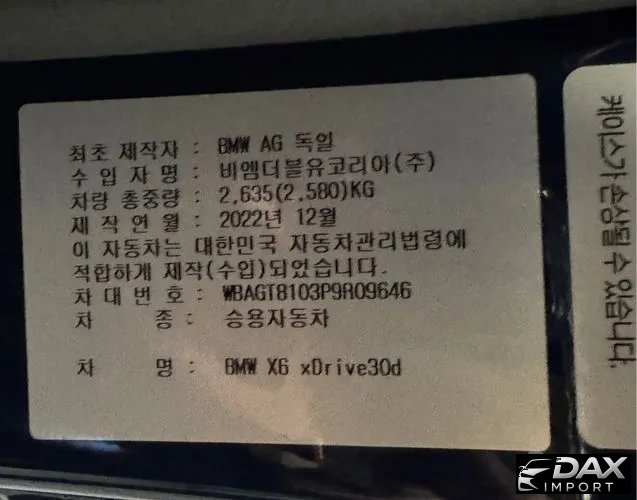 최초 제작자 : BMW AG 독일
수 입 자 명 : 비엠더블유코리아(주)
차량 총중량 : 2,635(2,580)KG
제 작 연 월 : 2022년 12월
이 자동차는 대한민국 자동차관리법령에
적합하게 제작(수입)되었습니다.
차 대 번 호 : WBAGT8103P9R09646
차 종 : 승용자동차
차 명 : BMW X6 xDrive30d
케이스가 손상될 수 있습니다.
DAX
IMPORT